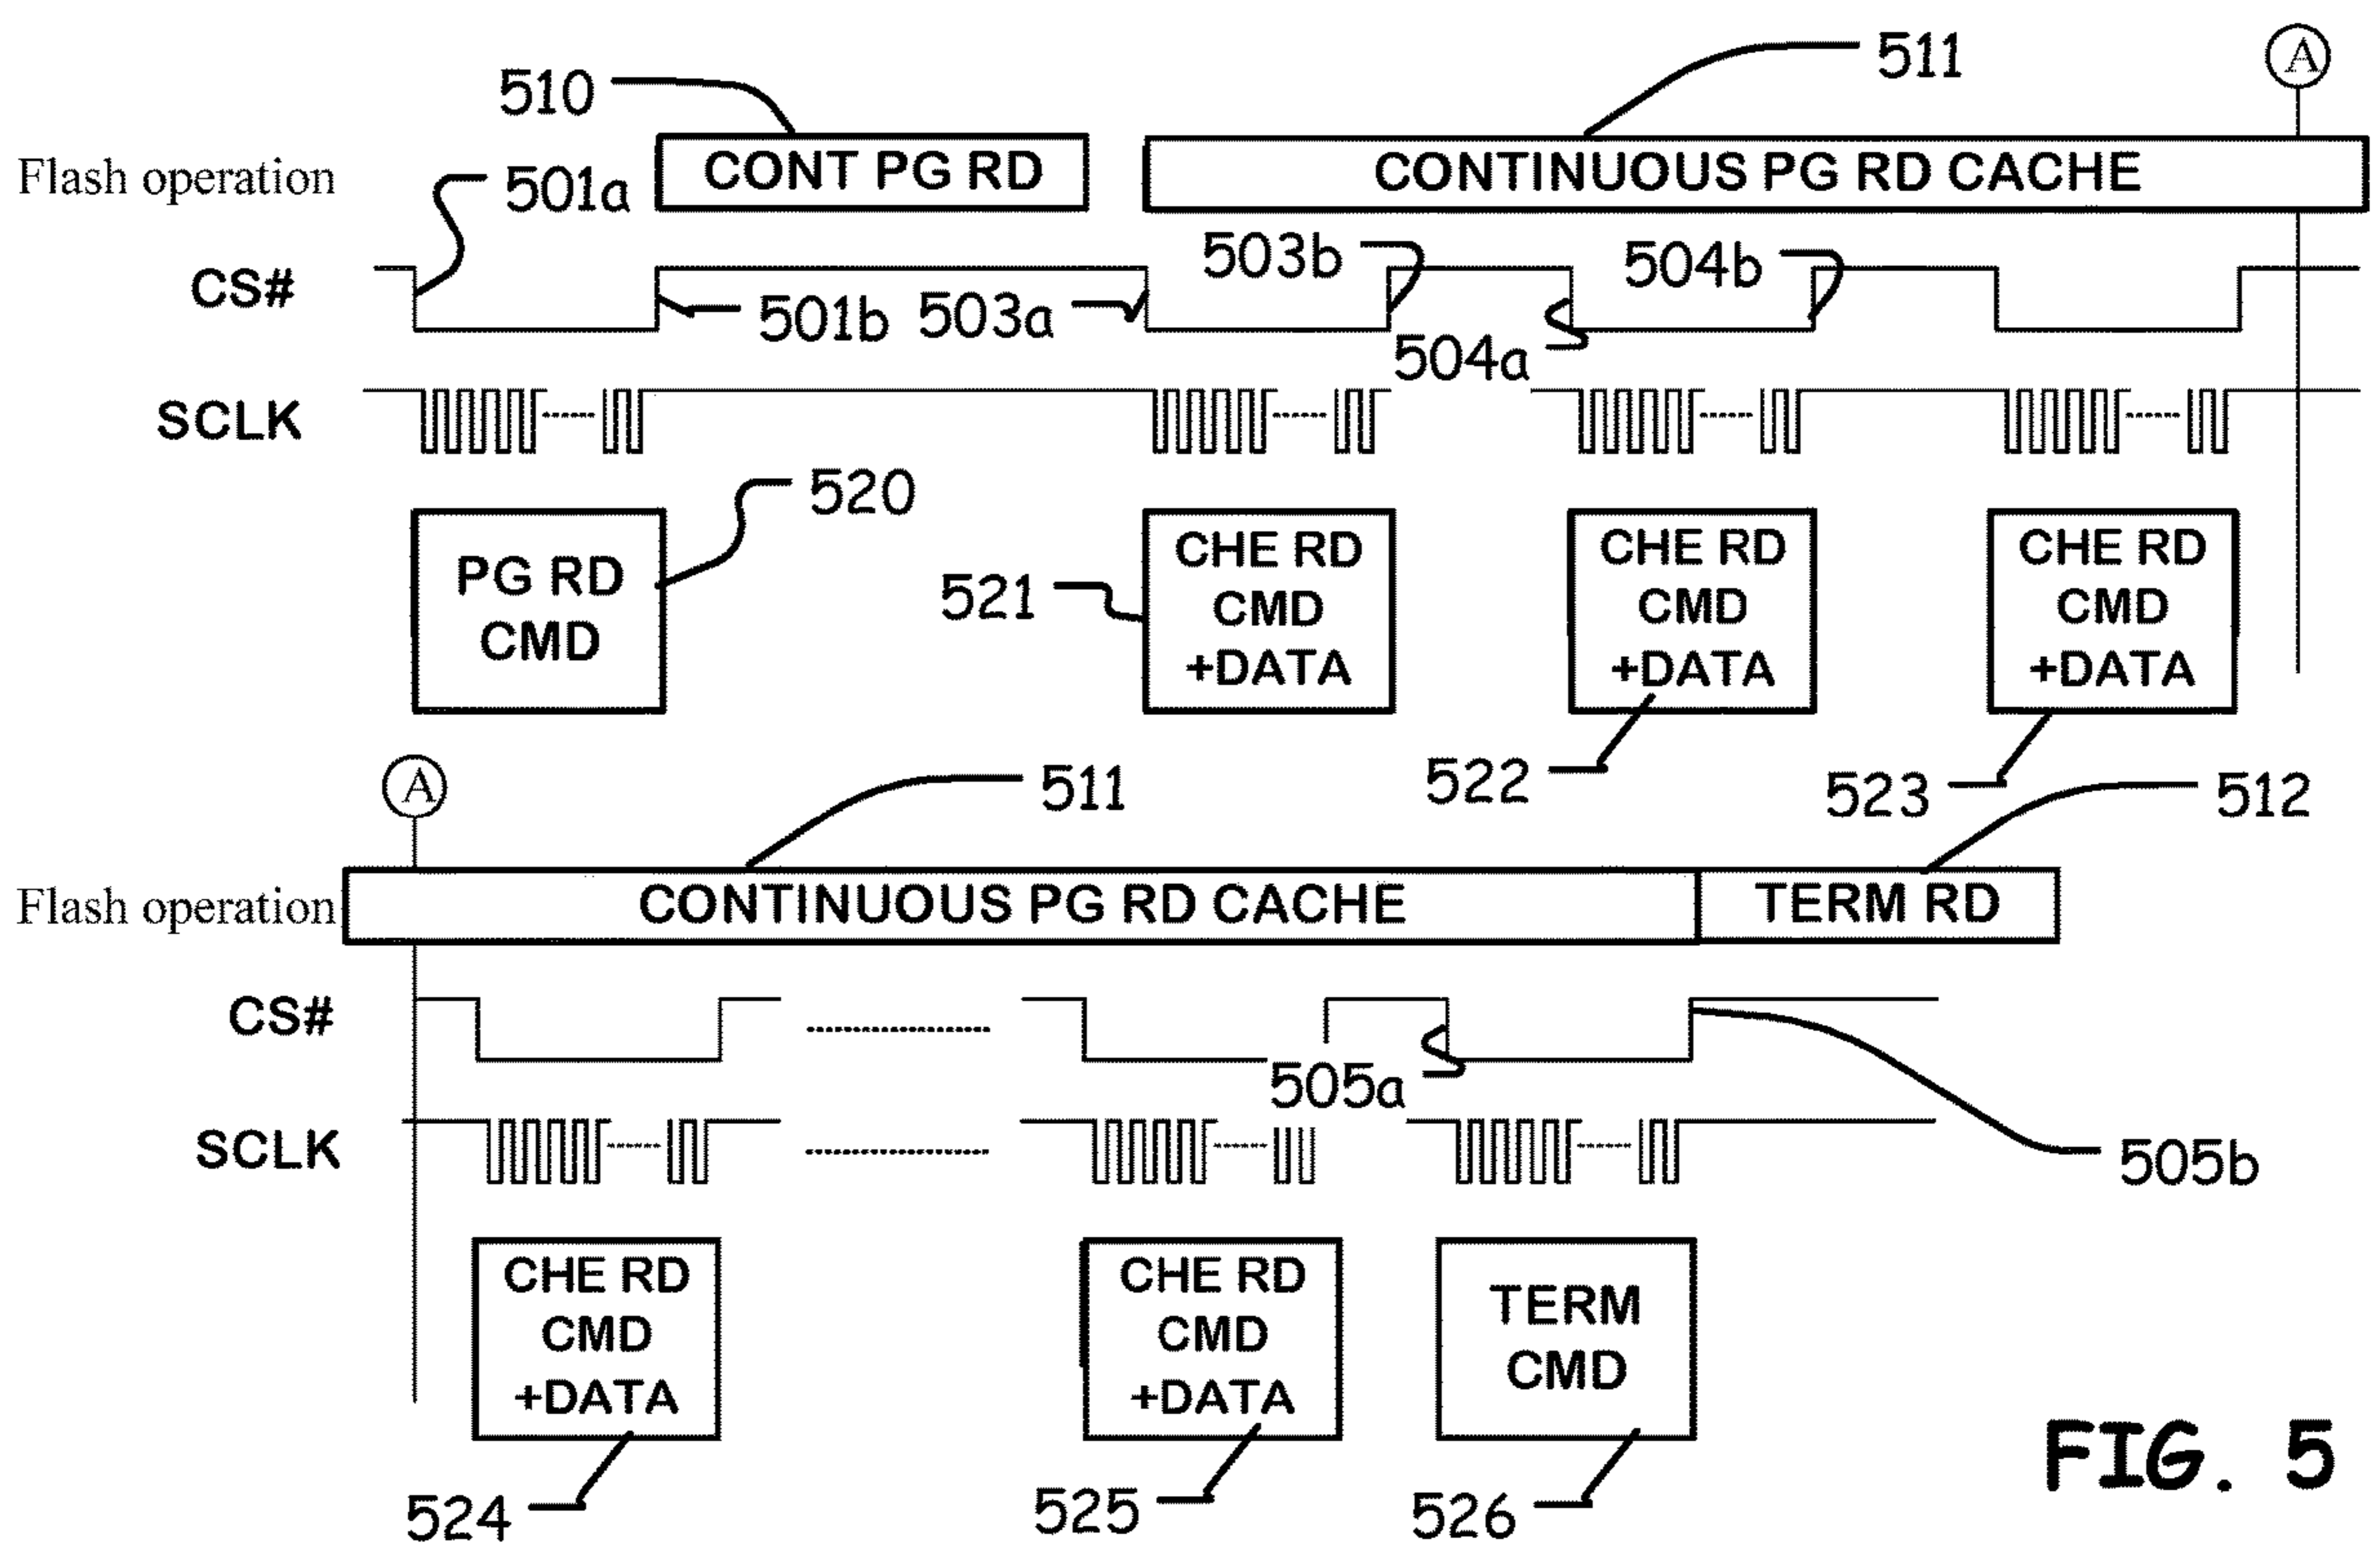 510
511
A
Flash operation
501a
CONT PG RD
CONTINUOUS PG RD CACHE
CS#
501b
503a
503b
504a
504b
SCLK
520
PG RD
CMD
521
CHE RD
CMD
+DATA
CHE RD
CMD
+DATA
CHE RD
CMD
+DATA
522
523
A
511
512
Flash operation
CONTINUOUS PG RD CACHE
TERM RD
CS#
505a
SCLK
505b
CHE RD
CMD
+DATA
CHE RD
CMD
+DATA
TERM
CMD
524
525
526
FIG. 5